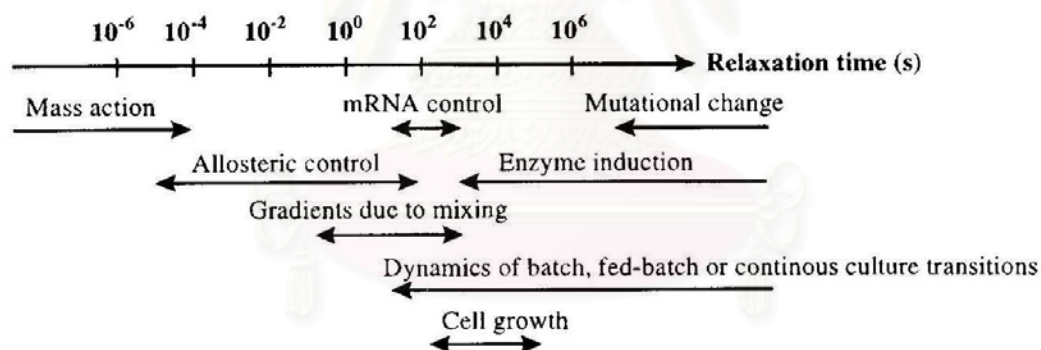 10⁻⁶ 10⁻⁴ 10⁻² 10⁰ 10² 10⁴ 10⁶
Relaxation time (s)
Mass action mRNA control Mutational change
Allosteric control Enzyme induction
Gradients due to mixing
Dynamics of batch, fed-batch or continous culture transitions
Cell growth